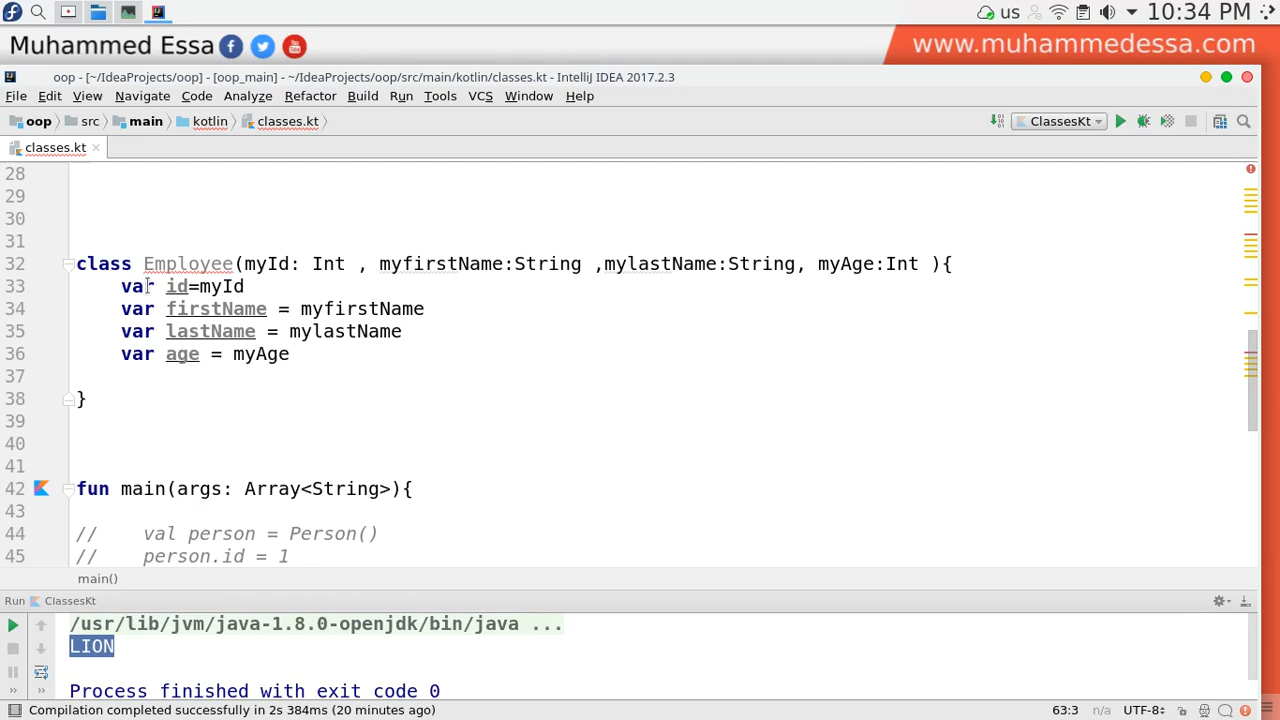 us 10:34 PM
Muhammed Essa www.muhammedessa.com
oop - [~/IdeaProjects/oop] - [oop_main] - ~/IdeaProjects/oop/src/main/kotlin/classes.kt - IntelliJ IDEA 2017.2.3
File Edit View Navigate Code Analyze Refactor Build Run Tools VCS Window Help
oop src main kotlin classes.kt ClassesKt
classes.kt
28
29
30
31
32 class Employee(myId: Int , myfirstName:String ,mylastName:String, myAge:Int ){
33 var id=myId
34 var firstName = myfirstName
35 var lastName = mylastName
36 var age = myAge
37
38 }
39
40
41
42 fun main(args: Array<String>){
43
44 // val person = Person()
45 // person.id = 1
main()
Run ClassesKt
/usr/lib/jvm/java-1.8.0-openjdk/bin/java ...
LION
Process finished with exit code 0
Compilation completed successfully in 2s 384ms (20 minutes ago) 63:3 n/a UTF-8